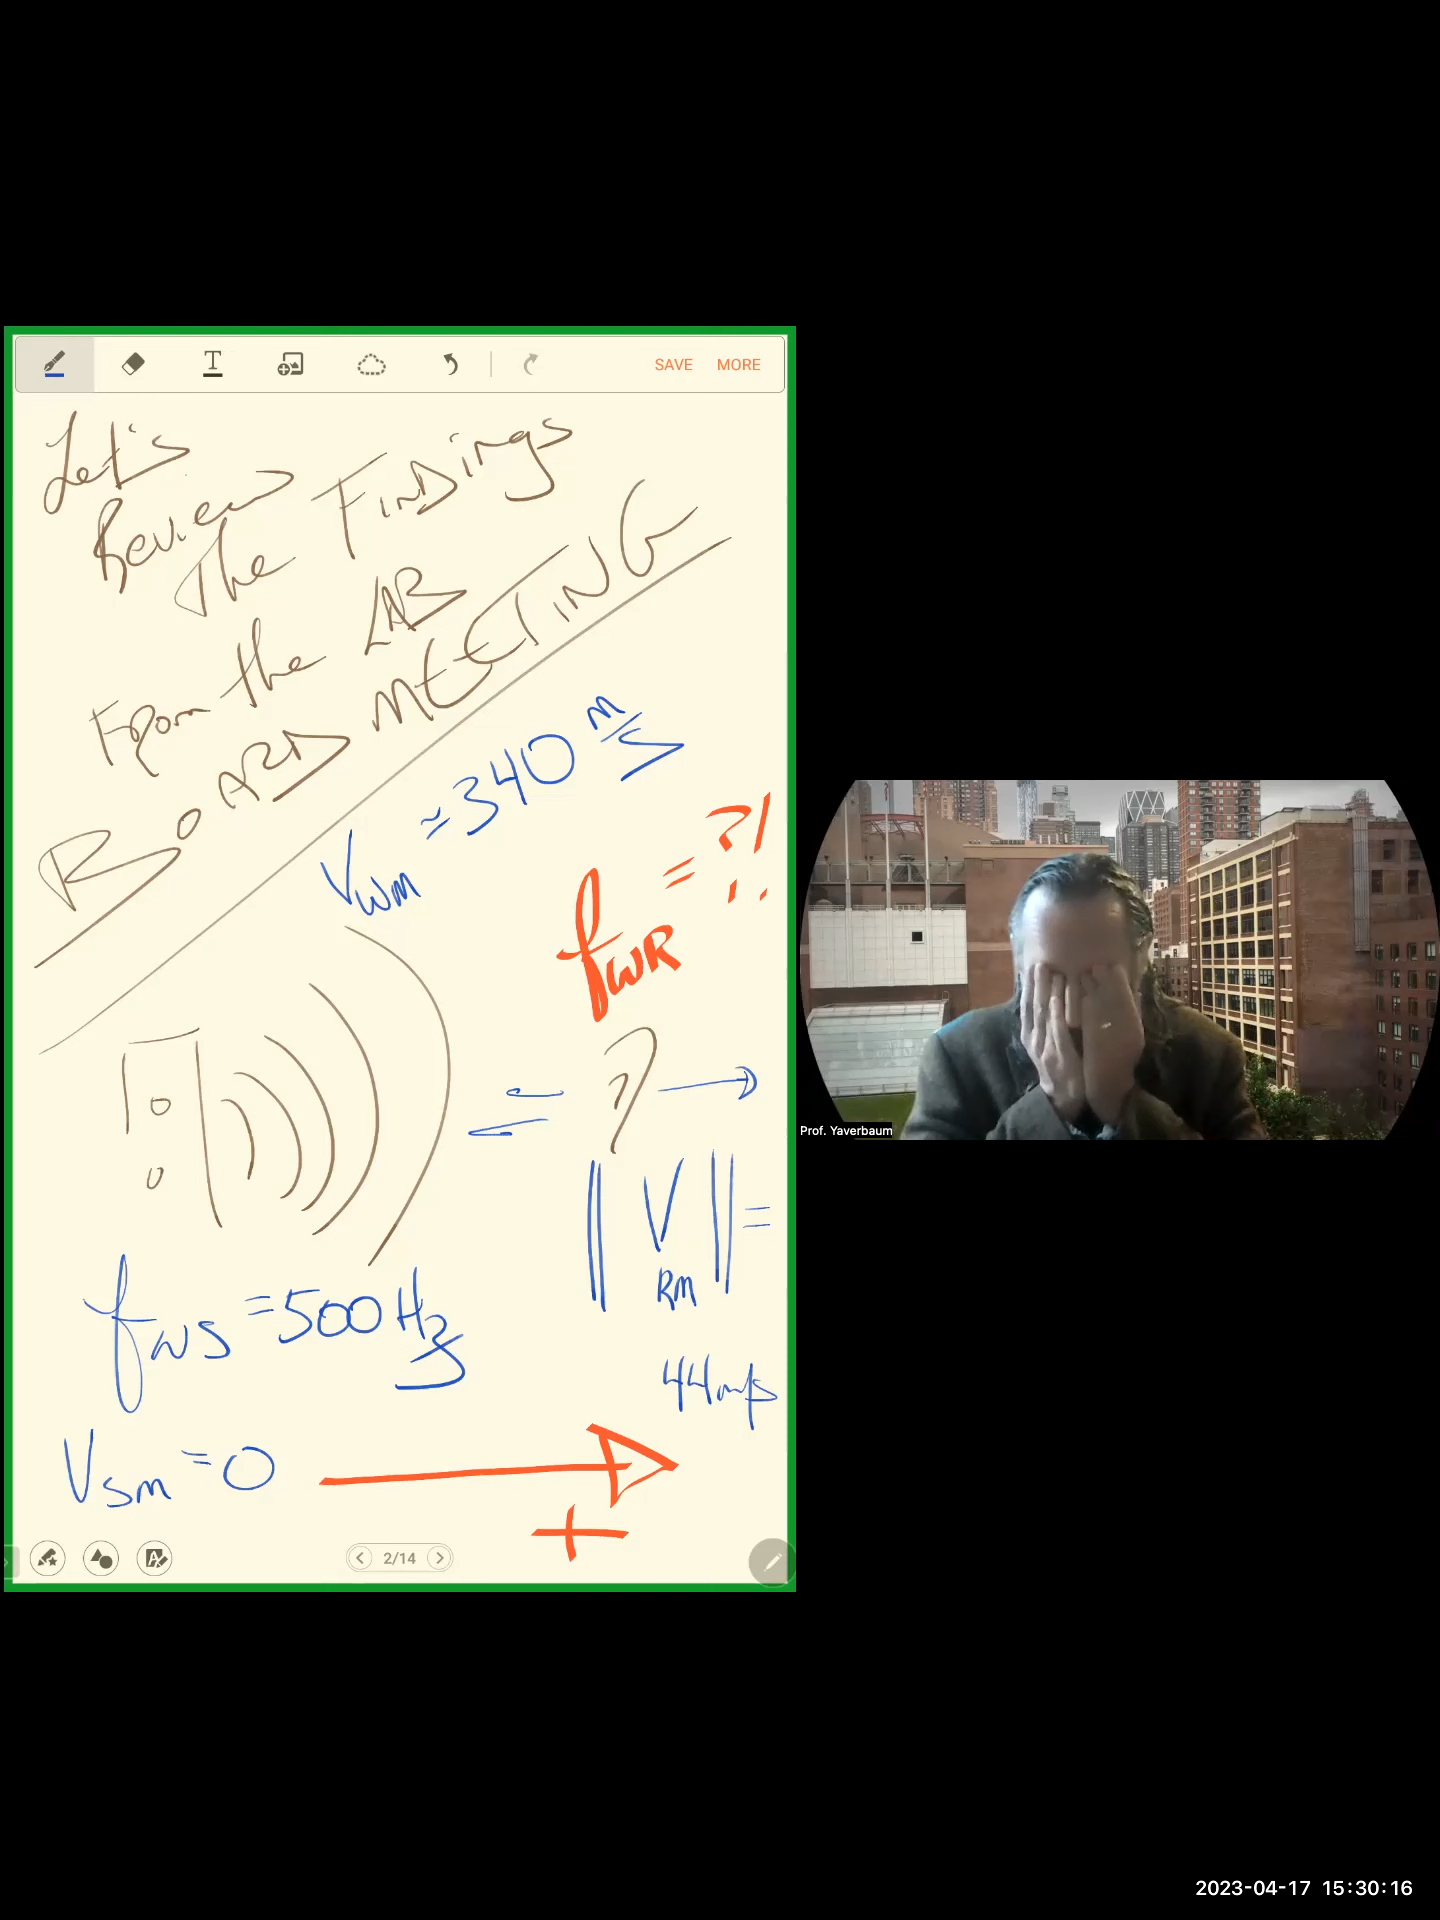 T
SAVE MORE
Let's
Review
The Findings
From the LAB
BOARD MEETING
VWM ≈ 340 M/S
fWR = ?!
|| V RM || =
44 m/s
fWS = 500 Hz
VSM = 0
+
2/14
Prof. Yaverbaum
2023-04-17 15:30:16